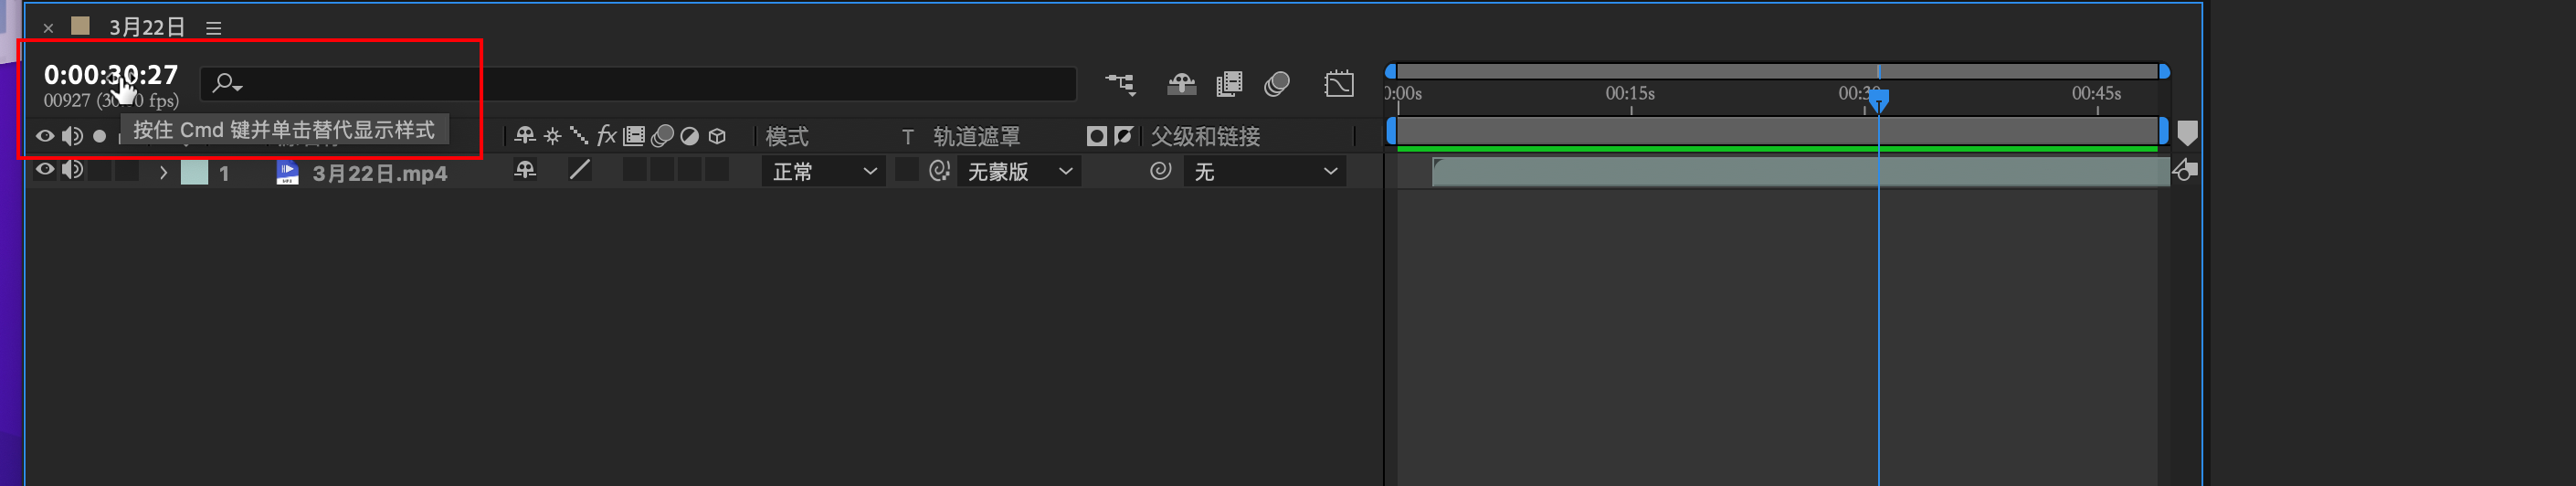 3月22日
0:00:30:27
00927 (30.00 fps)
按住 Cmd 键并单击替代显示样式
fx
模式
T
轨道遮罩
父级和链接
1
3月22日.mp4
正常
无蒙版
无
0:00s
00:15s
00:3
00:45s